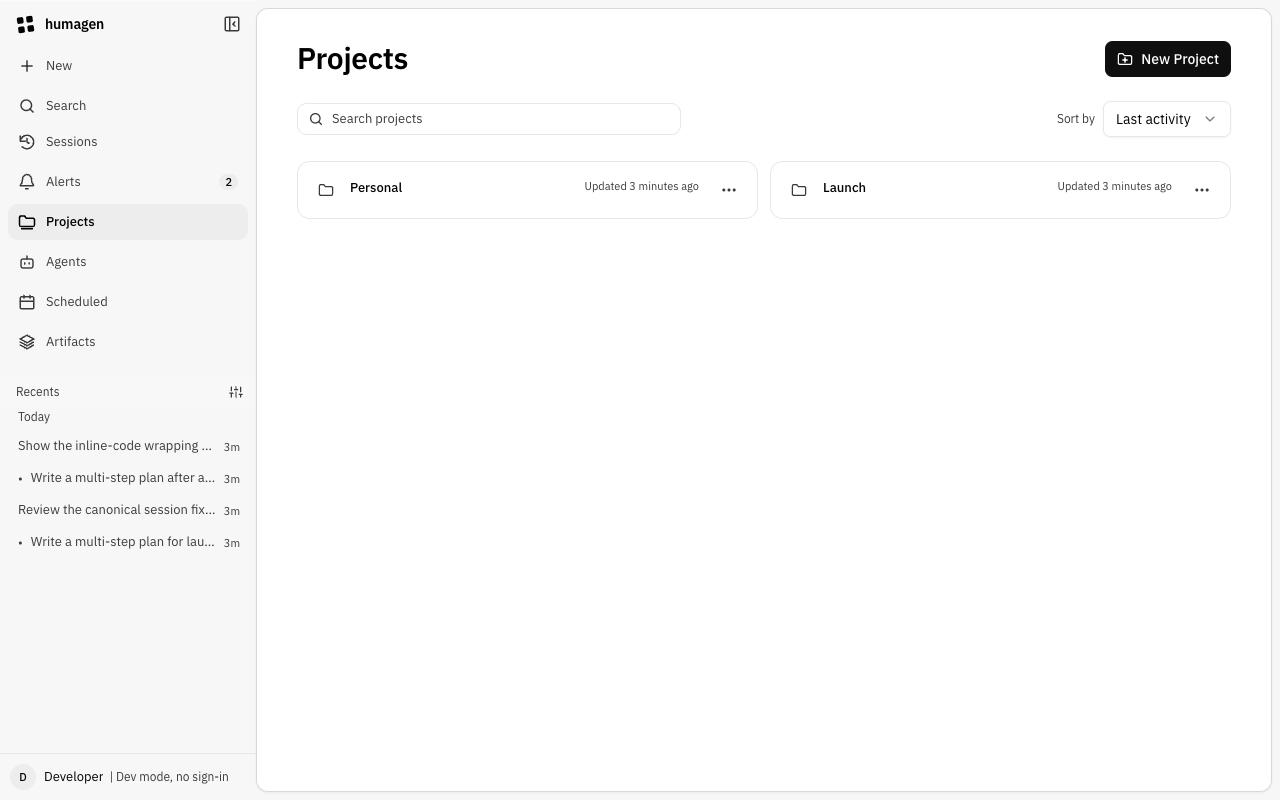 humagen
New
Search
Sessions
Alerts 2
Projects
Agents
Scheduled
Artifacts
Recents
Today
Show the inline-code wrapping ... 3m
• Write a multi-step plan after a... 3m
Review the canonical session fix... 3m
• Write a multi-step plan for lau... 3m
D Developer | Dev mode, no sign-in
Projects
New Project
Search projects
Sort by Last activity
Personal Updated 3 minutes ago
Launch Updated 3 minutes ago